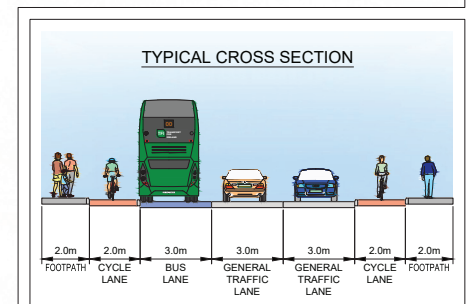 TYPICAL CROSS SECTION
2.0m 2.0m 3.0m 3.0m 3.0m 2.0m 2.0m
FOOTPATH CYCLE LANE BUS LANE GENERAL TRAFFIC LANE GENERAL TRAFFIC LANE CYCLE LANE FOOTPATH